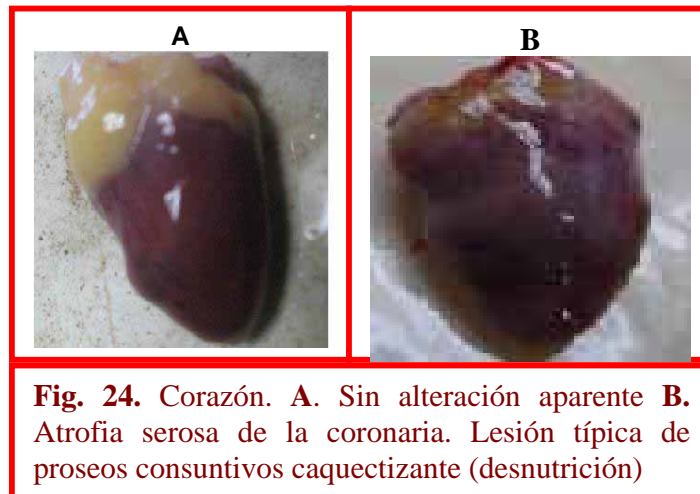 A
B
Fig. 24. Corazón. A. Sin alteración aparente B.
Atrofia serosa de la coronaria. Lesión típica de
proseos consuntivos caquectizante (desnutrición)